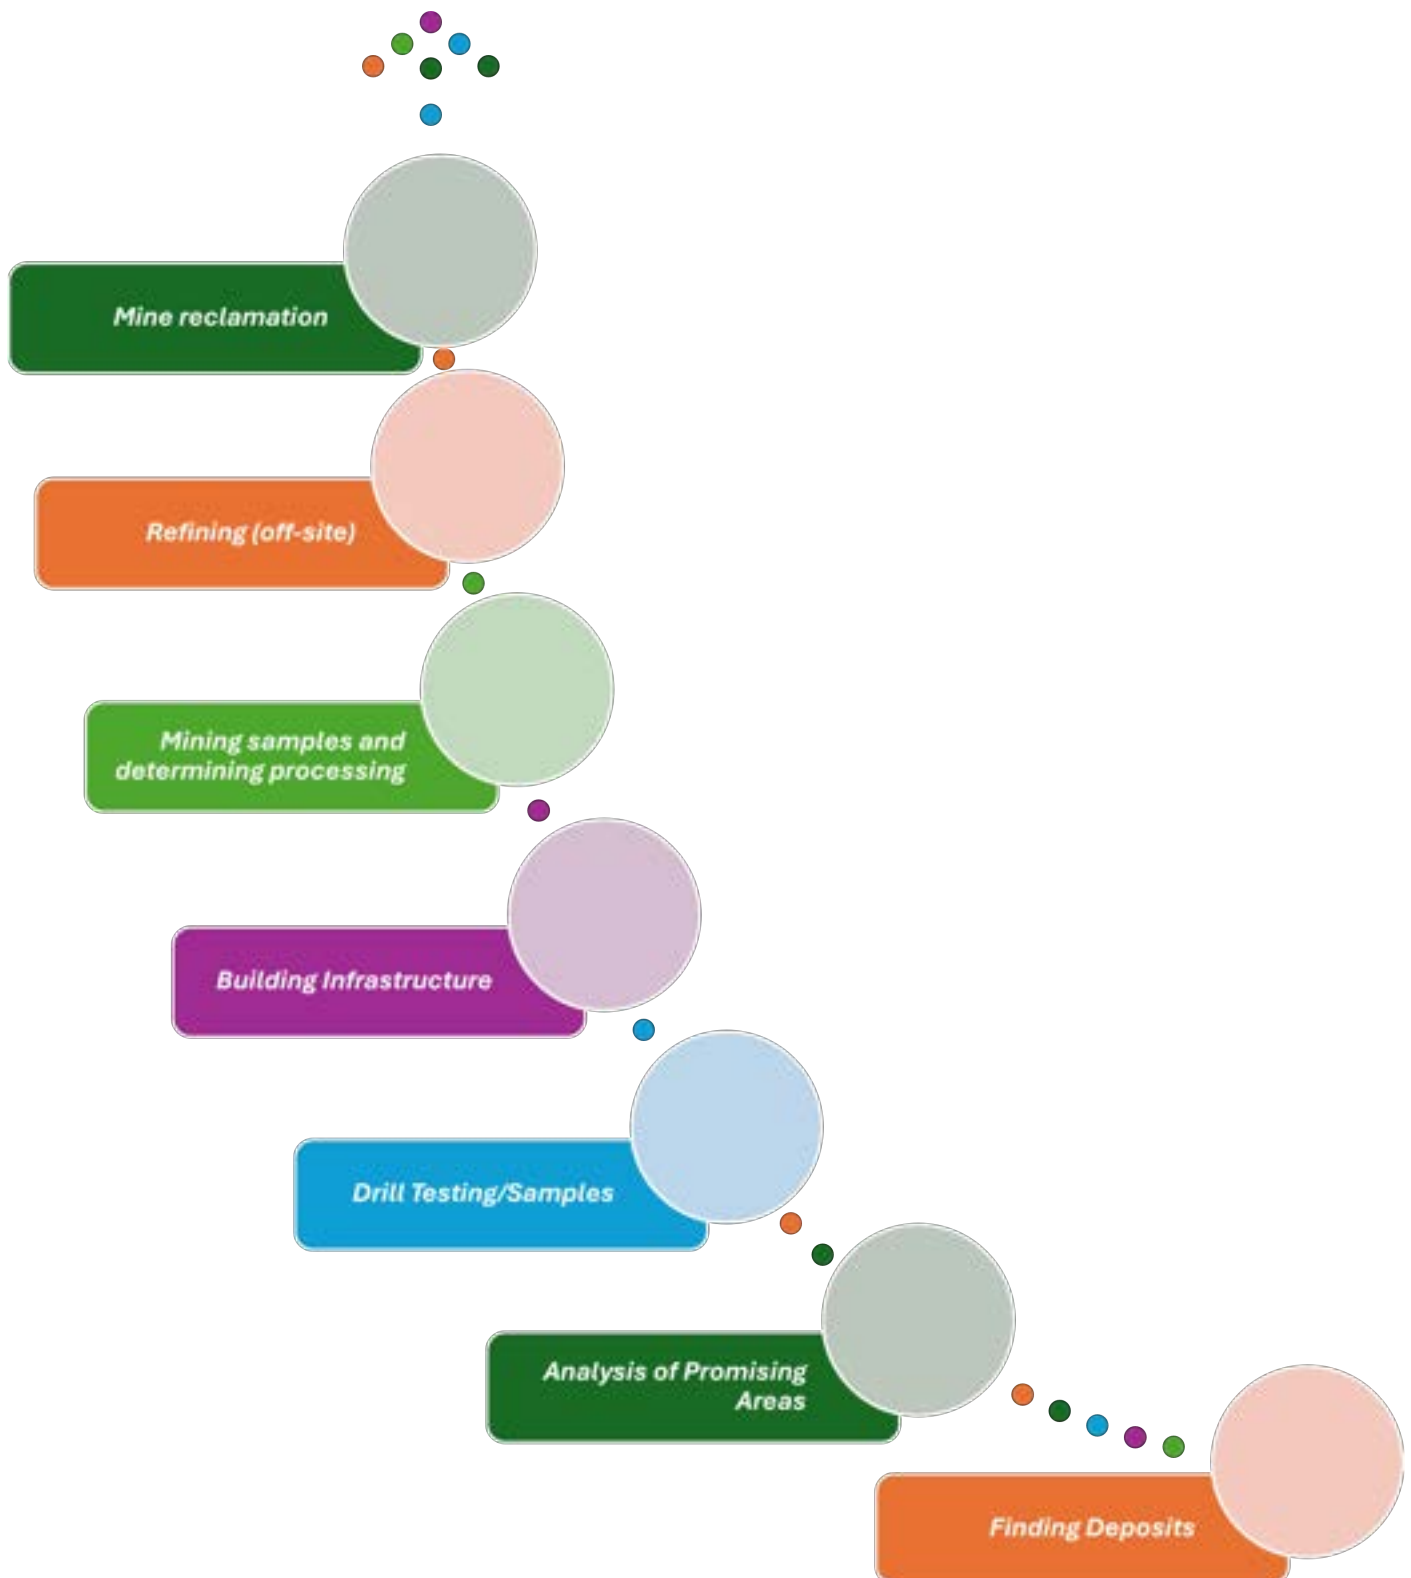 Mine reclamation
Refining (off-site)
Mining samples and
determining processing
Building Infrastructure
Drill Testing/Samples
Analysis of Promising
Areas
Finding Deposits